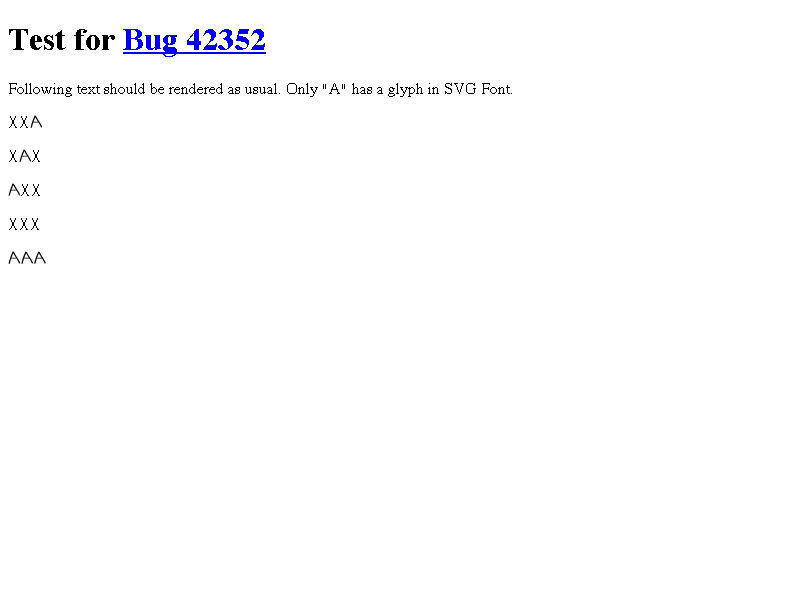 Test for Bug 42352
Following text should be rendered as usual. Only "A" has a glyph in SVG Font.
XXA
XAX
AXX
XXX
AAA